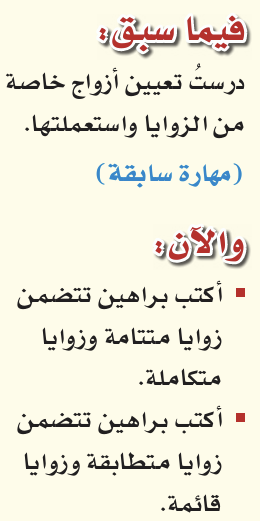 فيما سبق:
درستُ تعيين أزواج خاصة
من الزوايا واستعملتها.
(مهارة سابقة)
والآن:
▪ أكتب براهين تتضمن
زوايا متتامة وزوايا
متكاملة.
▪ أكتب براهين تتضمن
زوايا متطابقة وزوايا
قائمة.